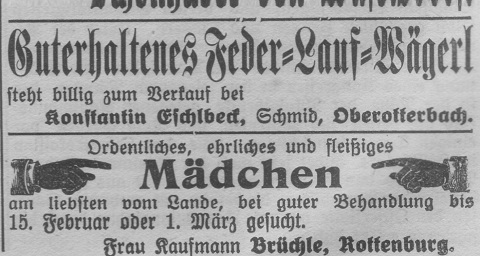 Guterhaltenes Feder-Lauf-Wägerl
steht billig zum Verkauf bei
Konstantin Eschlbeck, Schmid, Oberotterbach.
Ordentliches, ehrliches und fleißiges
Mädchen
am liebsten vom Lande, bei guter Behandlung bis
15. Februar oder 1. März gesucht.
Frau Kaufmann Brüchle, Rottenburg.